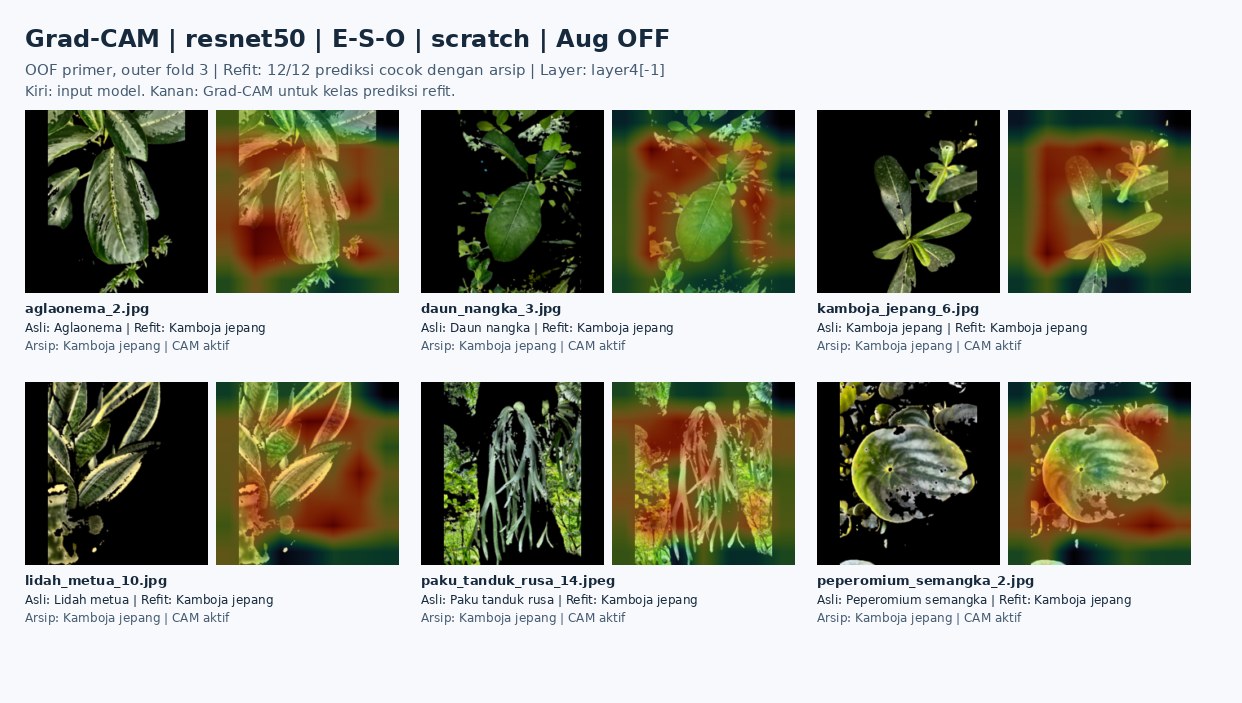 Grad-CAM | resnet50 | E-S-O | scratch | Aug OFF
OOF primer, outer fold 3 | Refit: 12/12 prediksi cocok dengan arsip | Layer: layer4[-1]
Kiri: input model. Kanan: Grad-CAM untuk kelas prediksi refit.
aglaonema_2.jpg
Asli: Aglaonema | Refit: Kamboja jepang
Arsip: Kamboja jepang | CAM aktif
daun_nangka_3.jpg
Asli: Daun nangka | Refit: Kamboja jepang
Arsip: Kamboja jepang | CAM aktif
kamboja_jepang_6.jpg
Asli: Kamboja jepang | Refit: Kamboja jepang
Arsip: Kamboja jepang | CAM aktif
lidah_metua_10.jpg
Asli: Lidah metua | Refit: Kamboja jepang
Arsip: Kamboja jepang | CAM aktif
paku_tanduk_rusa_14.jpeg
Asli: Paku tanduk rusa | Refit: Kamboja jepang
Arsip: Kamboja jepang | CAM aktif
peperomium_semangka_2.jpg
Asli: Peperomium semangka | Refit: Kamboja jepang
Arsip: Kamboja jepang | CAM aktif